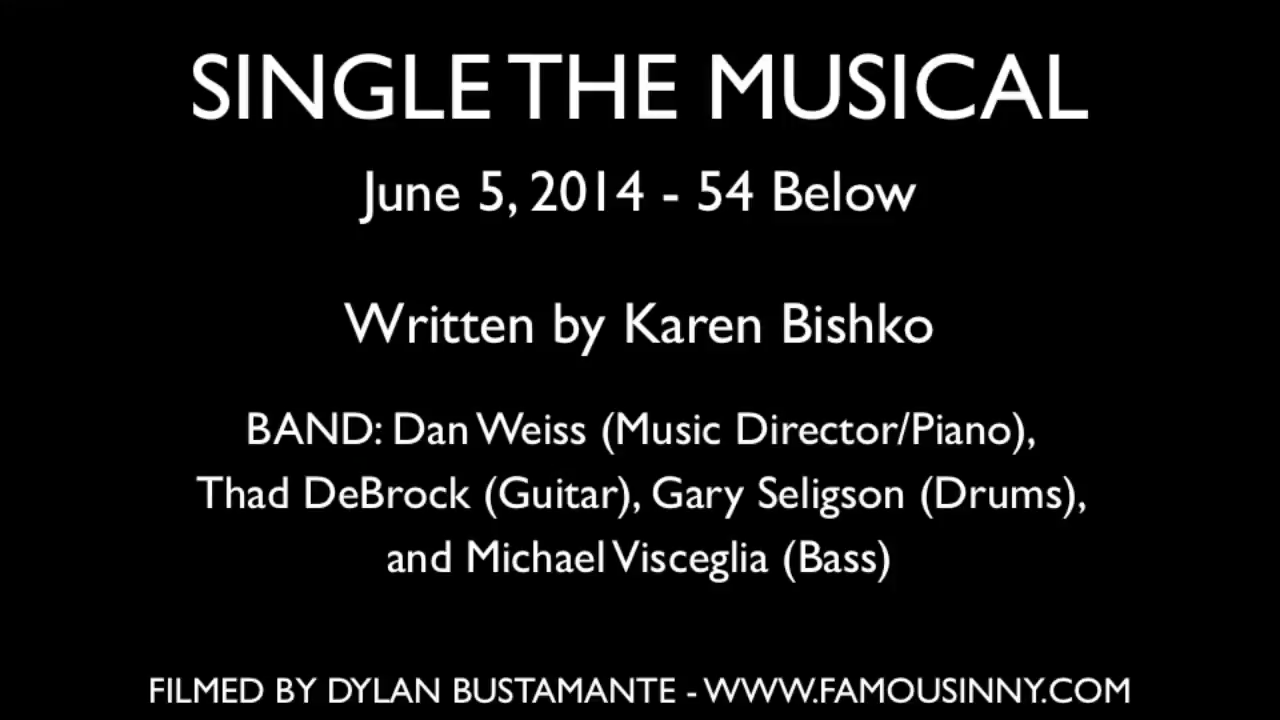 SINGLE THE MUSICAL
June 5, 2014 - 54 Below
Written by Karen Bishko
BAND: Dan Weiss (Music Director/Piano),
Thad DeBrock (Guitar), Gary Seligson (Drums),
and Michael Visceglia (Bass)
FILMED BY DYLAN BUSTAMANTE - WWW.FAMOUSINNY.COM